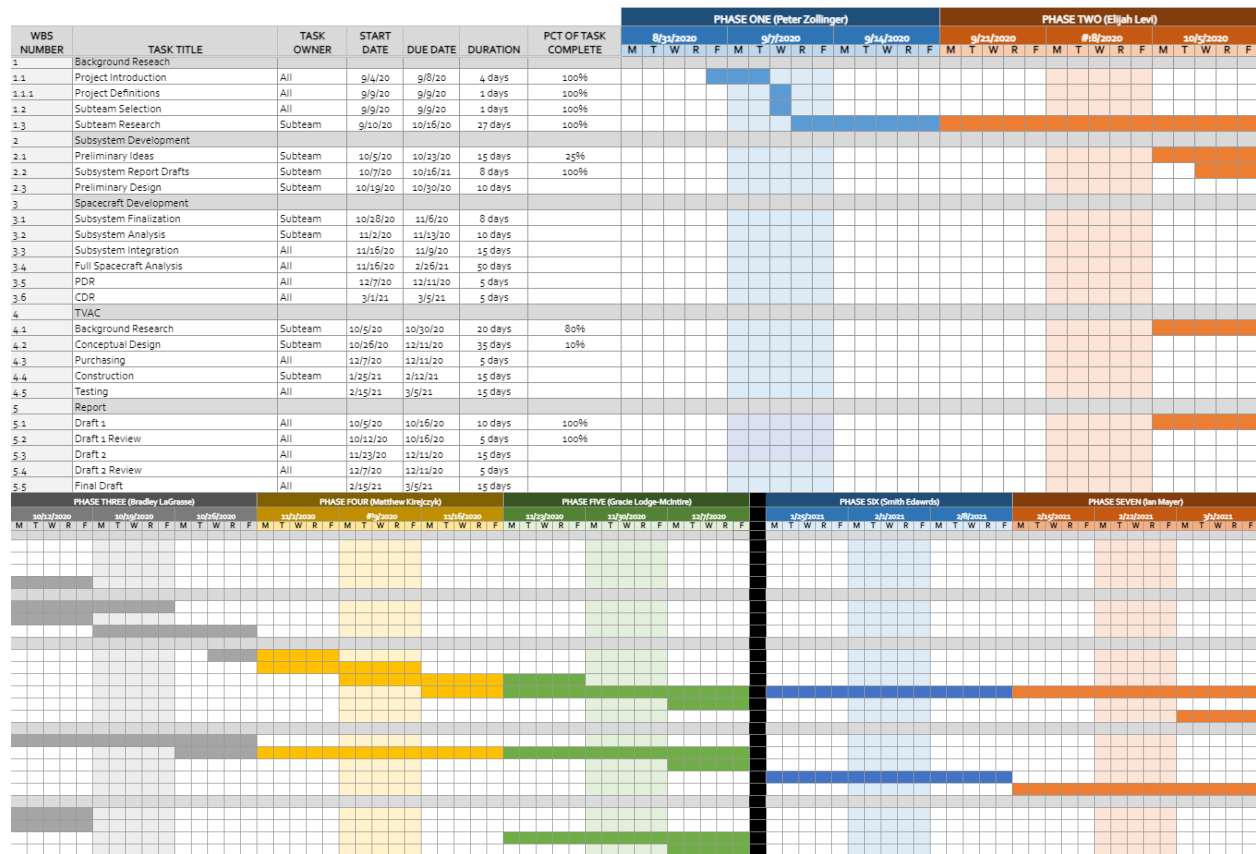 PHASE ONE (Peter Zollinger) PHASE TWO (Elijah Levi)
WBS NUMBER TASK TITLE TASK OWNER START DATE DUE DATE DURATION PCT OF TASK COMPLETE 8/31/2020 9/7/2020 9/14/2020 9/21/2020 #18/2020 10/5/2020
M T W R F M T W R F M T W R F M T W R F M T W R F M T W R F
1 Background Reseach
1.1 Project Introduction All 9/4/20 9/8/20 4 days 100%
1.1.1 Project Definitions All 9/9/20 9/9/20 1 days 100%
1.2 Subteam Selection All 9/9/20 9/9/20 1 days 100%
1.3 Subteam Research Subteam 9/10/20 10/16/20 27 days 100%
2 Subsystem Development
2.1 Preliminary Ideas Subteam 10/5/20 10/23/20 15 days 25%
2.2 Subsystem Report Drafts Subteam 10/7/20 10/16/21 8 days 100%
2.3 Preliminary Design Subteam 10/19/20 10/30/20 10 days
3 Spacecraft Development
3.1 Subsystem Finalization Subteam 10/28/20 11/6/20 8 days
3.2 Subsystem Analysis Subteam 11/2/20 11/13/20 10 days
3.3 Subsystem Integration All 11/16/20 11/9/20 15 days
3.4 Full Spacecraft Analysis All 11/16/20 2/26/21 50 days
3.5 PDR All 12/7/20 12/11/20 5 days
3.6 CDR All 3/1/21 3/5/21 5 days
4 TVAC
4.1 Background Research Subteam 10/5/20 10/30/20 20 days 80%
4.2 Conceptual Design Subteam 10/26/20 12/11/20 35 days 10%
4.3 Purchasing All 12/7/20 12/11/20 5 days
4.4 Construction Subteam 1/25/21 2/12/21 15 days
4.5 Testing All 2/15/21 3/5/21 15 days
5 Report
5.1 Draft 1 All 10/5/20 10/16/20 10 days 100%
5.2 Draft 1 Review All 10/12/20 10/16/20 5 days 100%
5.3 Draft 2 All 11/23/20 12/11/20 15 days
5.4 Draft 2 Review All 12/7/20 12/11/20 5 days
5.5 Final Draft All 2/15/21 3/5/21 15 days
PHASE THREE (Bradley LaGrasse) PHASE FOUR (Matthew Kirejczyk) PHASE FIVE (Gracie Lodge-McIntire) PHASE SIX (Smith Edawrds) PHASE SEVEN (Ian Mayer)
10/12/2020 10/19/2020 10/26/2020 11/2/2020 #19/2020 11/16/2020 11/23/2020 11/30/2020 12/7/2020 1/25/2021 2/1/2021 2/8/2021 2/15/2021 2/22/2021 3/1/2021
M T W R F M T W R F M T W R F M T W R F M T W R F M T W R F M T W R F M T W R F M T W R F M T W R F M T W R F M T W R F M T W R F M T W R F M T W R F